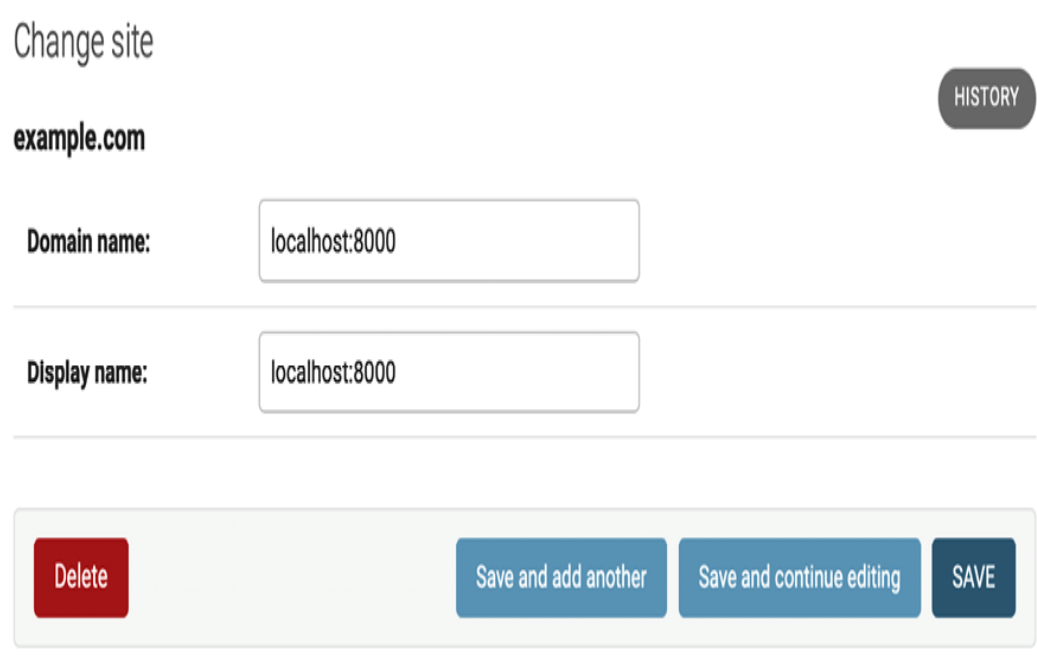 Change site
HISTORY
example.com
Domain name: localhost:8000
Display name: localhost:8000
Delete Save and add another Save and continue editing SAVE